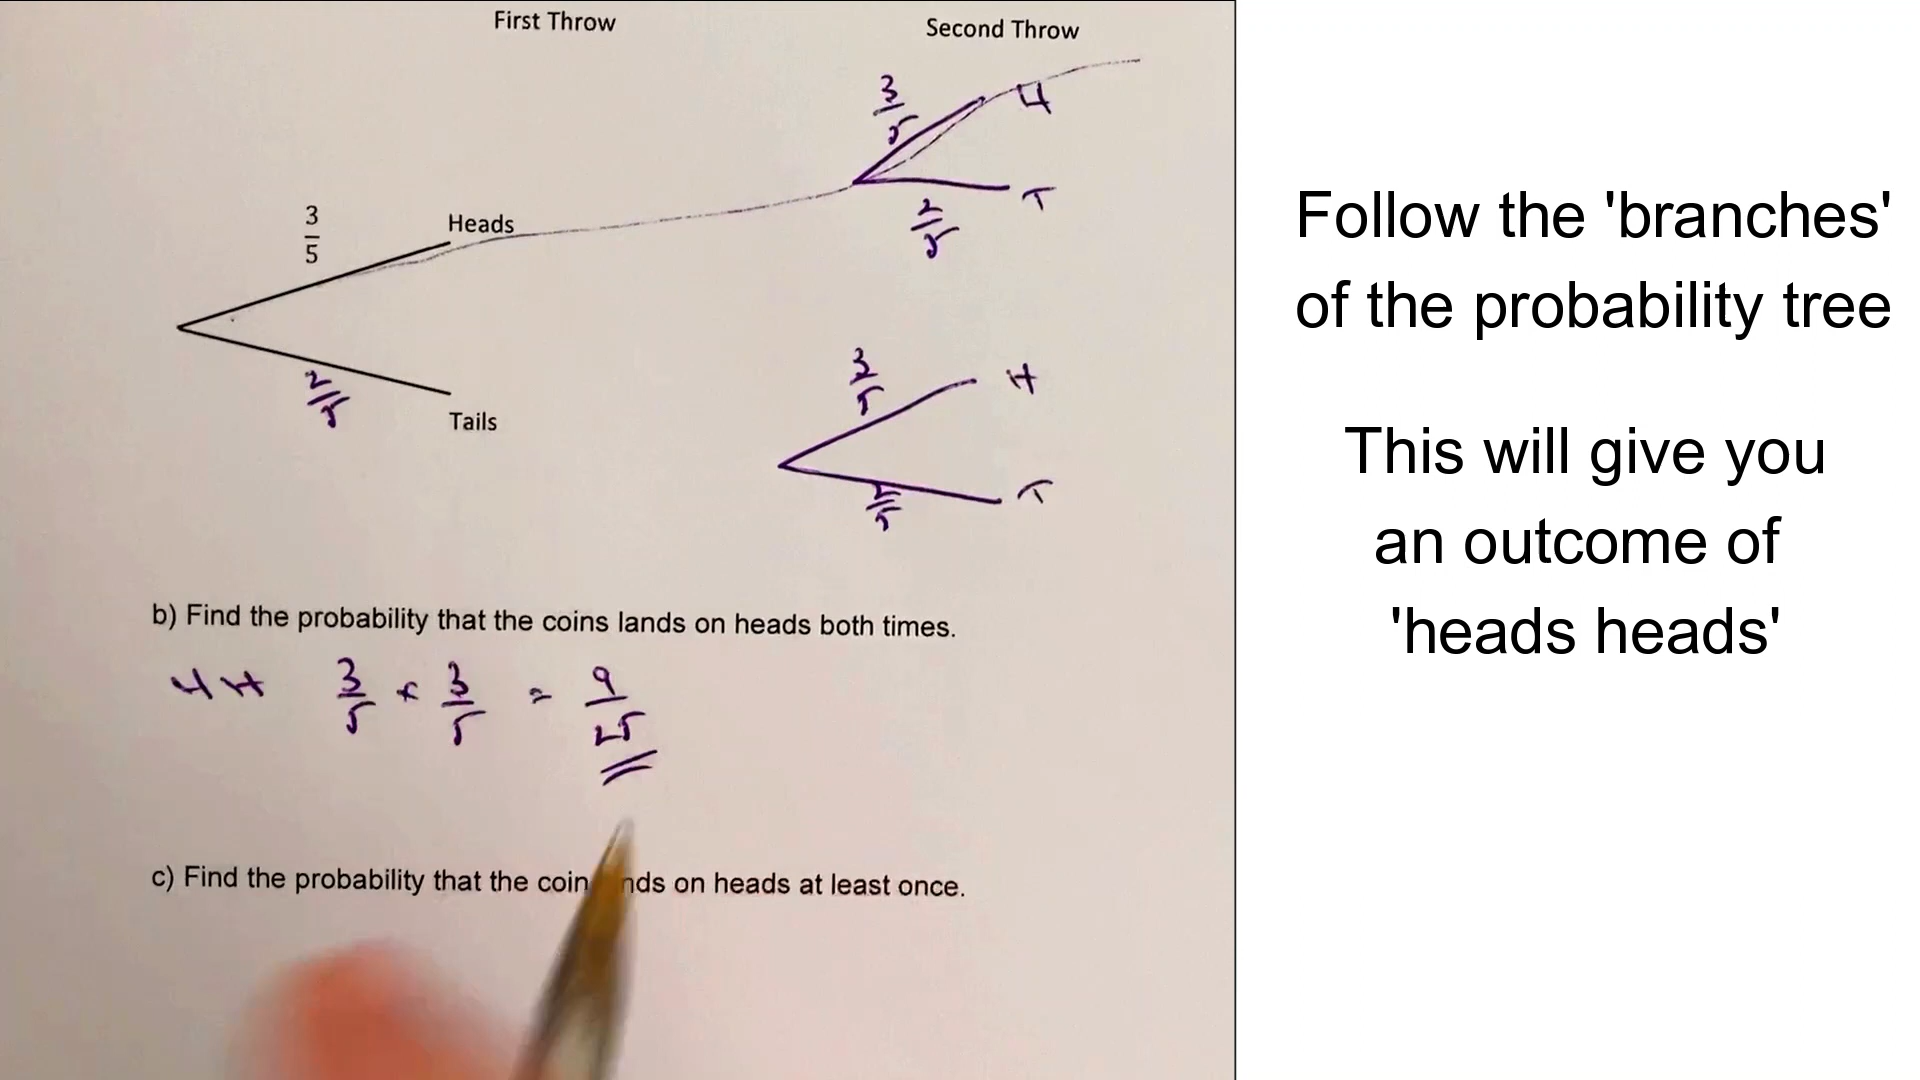 First Throw
Second Throw
3/5 H
3/5 Heads
2/5 T
3/5 H
2/5
Tails
2/5 T
b) Find the probability that the coins lands on heads both times.
HH 3/5 × 3/5 = 9/25
c) Find the probability that the coin nds on heads at least once.
Follow the 'branches'
of the probability tree
This will give you
an outcome of
'heads heads'